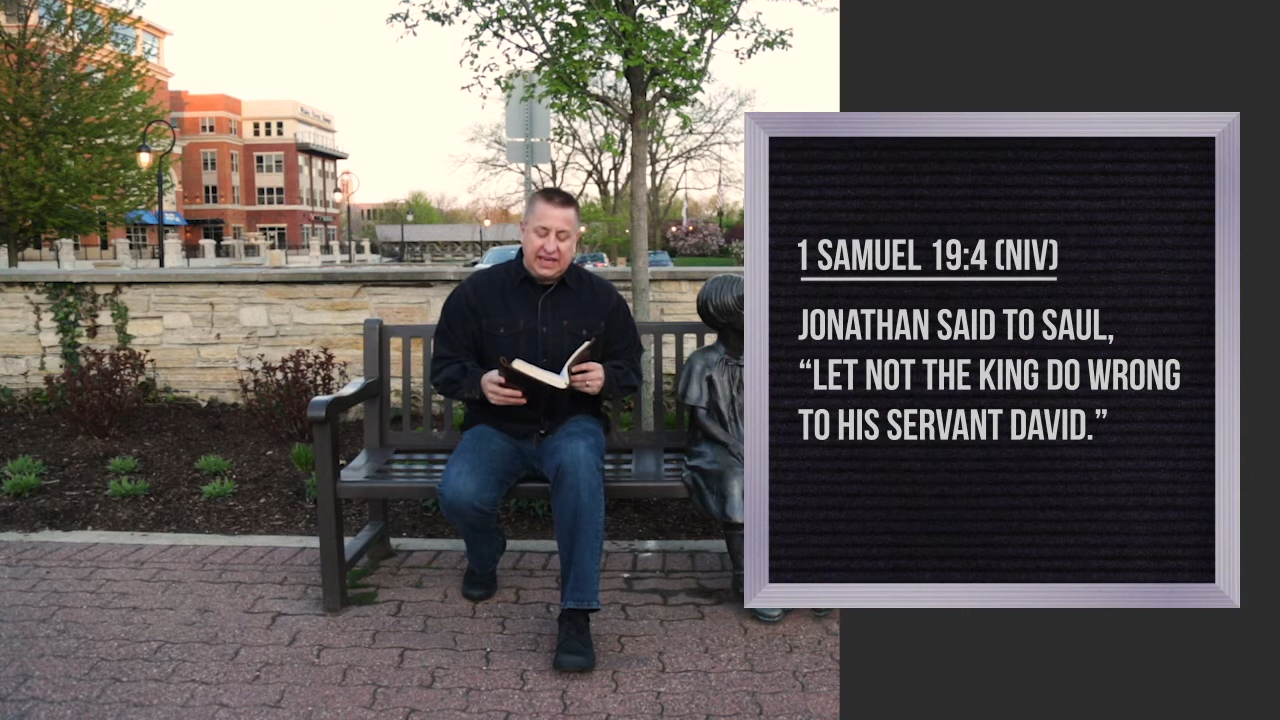 1 SAMUEL 19:4 (NIV)
JONATHAN SAID TO SAUL,
“LET NOT THE KING DO WRONG
TO HIS SERVANT DAVID.”